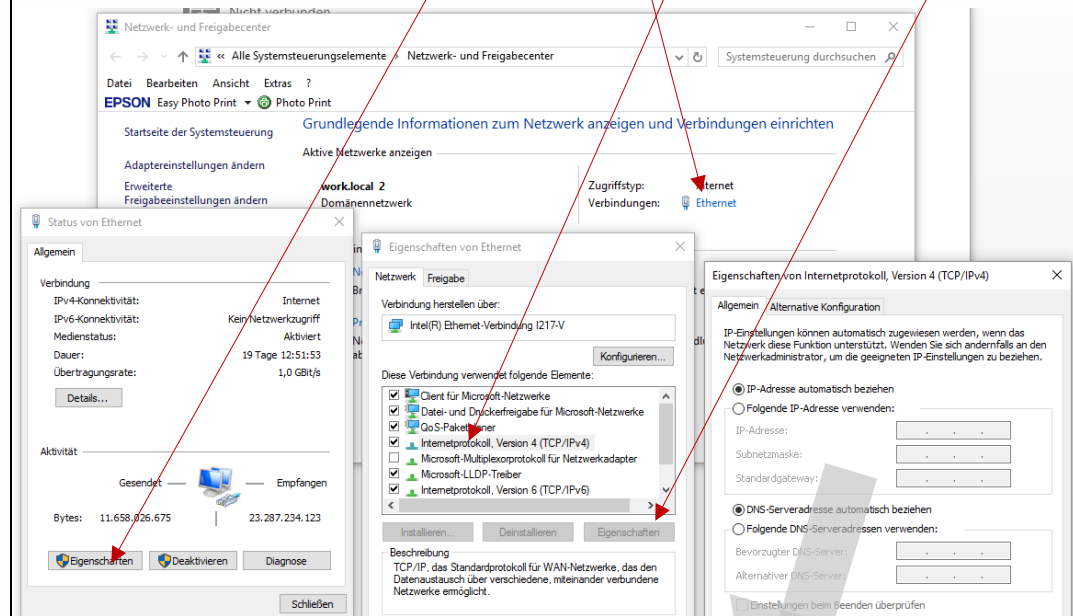 Nicht verbunden
Netzwerk- und Freigabecenter
« Alle Systemsteuerungselemente › Netzwerk- und Freigabecenter
Systemsteuerung durchsuchen
Datei Bearbeiten Ansicht Extras ?
EPSON Easy Photo Print Photo Print
Startseite der Systemsteuerung
Adaptereinstellungen ändern
Erweiterte
Freigabeeinstellungen ändern
Grundlegende Informationen zum Netzwerk anzeigen und Verbindungen einrichten
Aktive Netzwerke anzeigen
work.local 2
Domänennetzwerk
Zugriffstyp: Internet
Verbindungen: Ethernet
Status von Ethernet
Allgemein
Verbindung
IPv4-Konnektivität: Internet
IPv6-Konnektivität: Kein Netzwerkzugriff
Medienstatus: Aktiviert
Dauer: 19 Tage 12:51:53
Übertragungsrate: 1,0 GBit/s
Details...
Aktivität
Gesendet Empfangen
Bytes: 11.658.026.675 23.287.234.123
Eigenschaften Deaktivieren Diagnose
Schließen
Eigenschaften von Ethernet
Netzwerk Freigabe
Verbindung herstellen über:
Intel(R) Ethernet-Verbindung I217-V
Konfigurieren...
Diese Verbindung verwendet folgende Elemente:
Client für Microsoft-Netzwerke
Datei- und Druckerfreigabe für Microsoft-Netzwerke
QoS-Paketplaner
Internetprotokoll, Version 4 (TCP/IPv4)
Microsoft-Multiplexorprotokoll für Netzwerkadapter
Microsoft-LLDP-Treiber
Internetprotokoll, Version 6 (TCP/IPv6)
Installieren... Deinstallieren Eigenschaften
Beschreibung
TCP/IP, das Standardprotokoll für WAN-Netzwerke, das den
Datenaustausch über verschiedene, miteinander verbundene
Netzwerke ermöglicht.
Eigenschaften von Internetprotokoll, Version 4 (TCP/IPv4)
Allgemein Alternative Konfiguration
IP-Einstellungen können automatisch zugewiesen werden, wenn das
Netzwerk diese Funktion unterstützt. Wenden Sie sich andernfalls an den
Netzwerkadministrator, um die geeigneten IP-Einstellungen zu beziehen.
IP-Adresse automatisch beziehen
Folgende IP-Adresse verwenden:
IP-Adresse:
Subnetzmaske:
Standardgateway:
DNS-Serveradresse automatisch beziehen
Folgende DNS-Serveradressen verwenden:
Bevorzugter DNS-Server:
Alternativer DNS-Server:
Einstellungen beim Beenden überprüfen